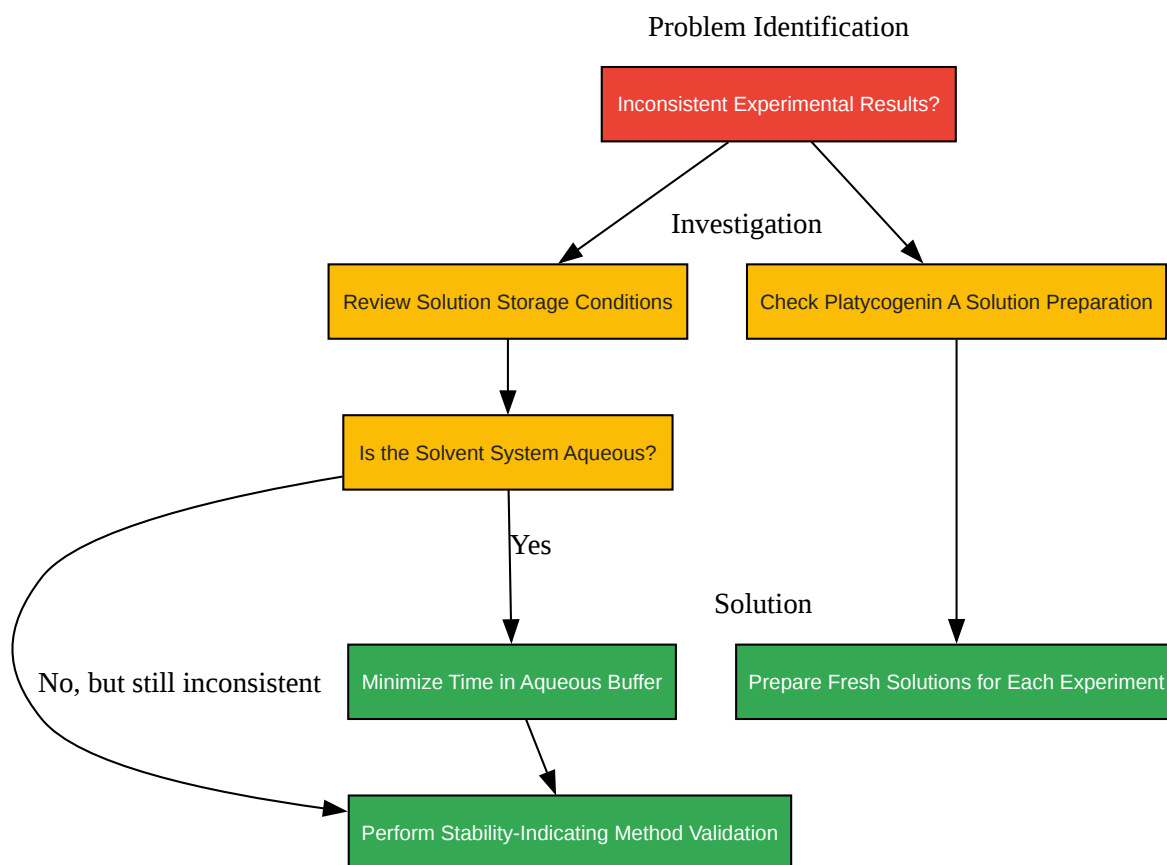 Problem Identification
Inconsistent Experimental Results?
Investigation
Review Solution Storage Conditions
Check Platycogenin A Solution Preparation
Is the Solvent System Aqueous?
Yes
Solution
No, but still inconsistent
Minimize Time in Aqueous Buffer
Prepare Fresh Solutions for Each Experiment
Perform Stability-Indicating Method Validation